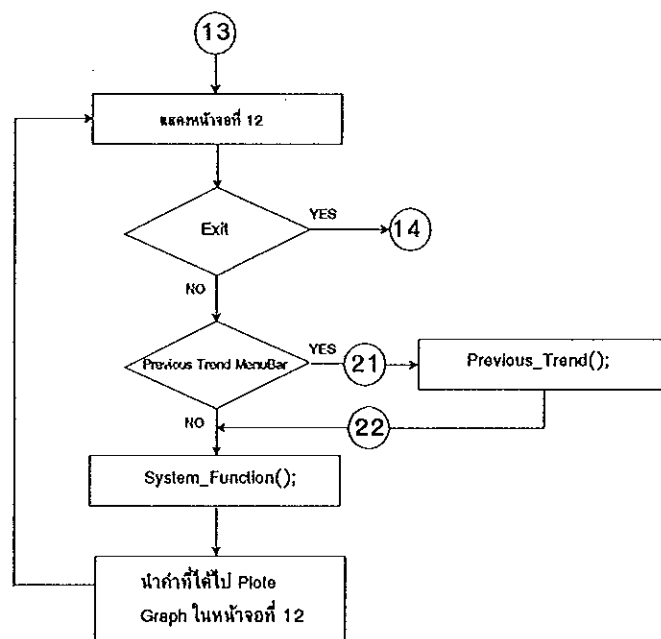 13
แสดงหน้าจอที่ 12
Exit
YES
14
NO
Previous Trend MenuBar
YES
21
Previous_Trend();
NO
22
System_Function();
นำค่าที่ได้ไป Plote
Graph ในหน้าจอที่ 12